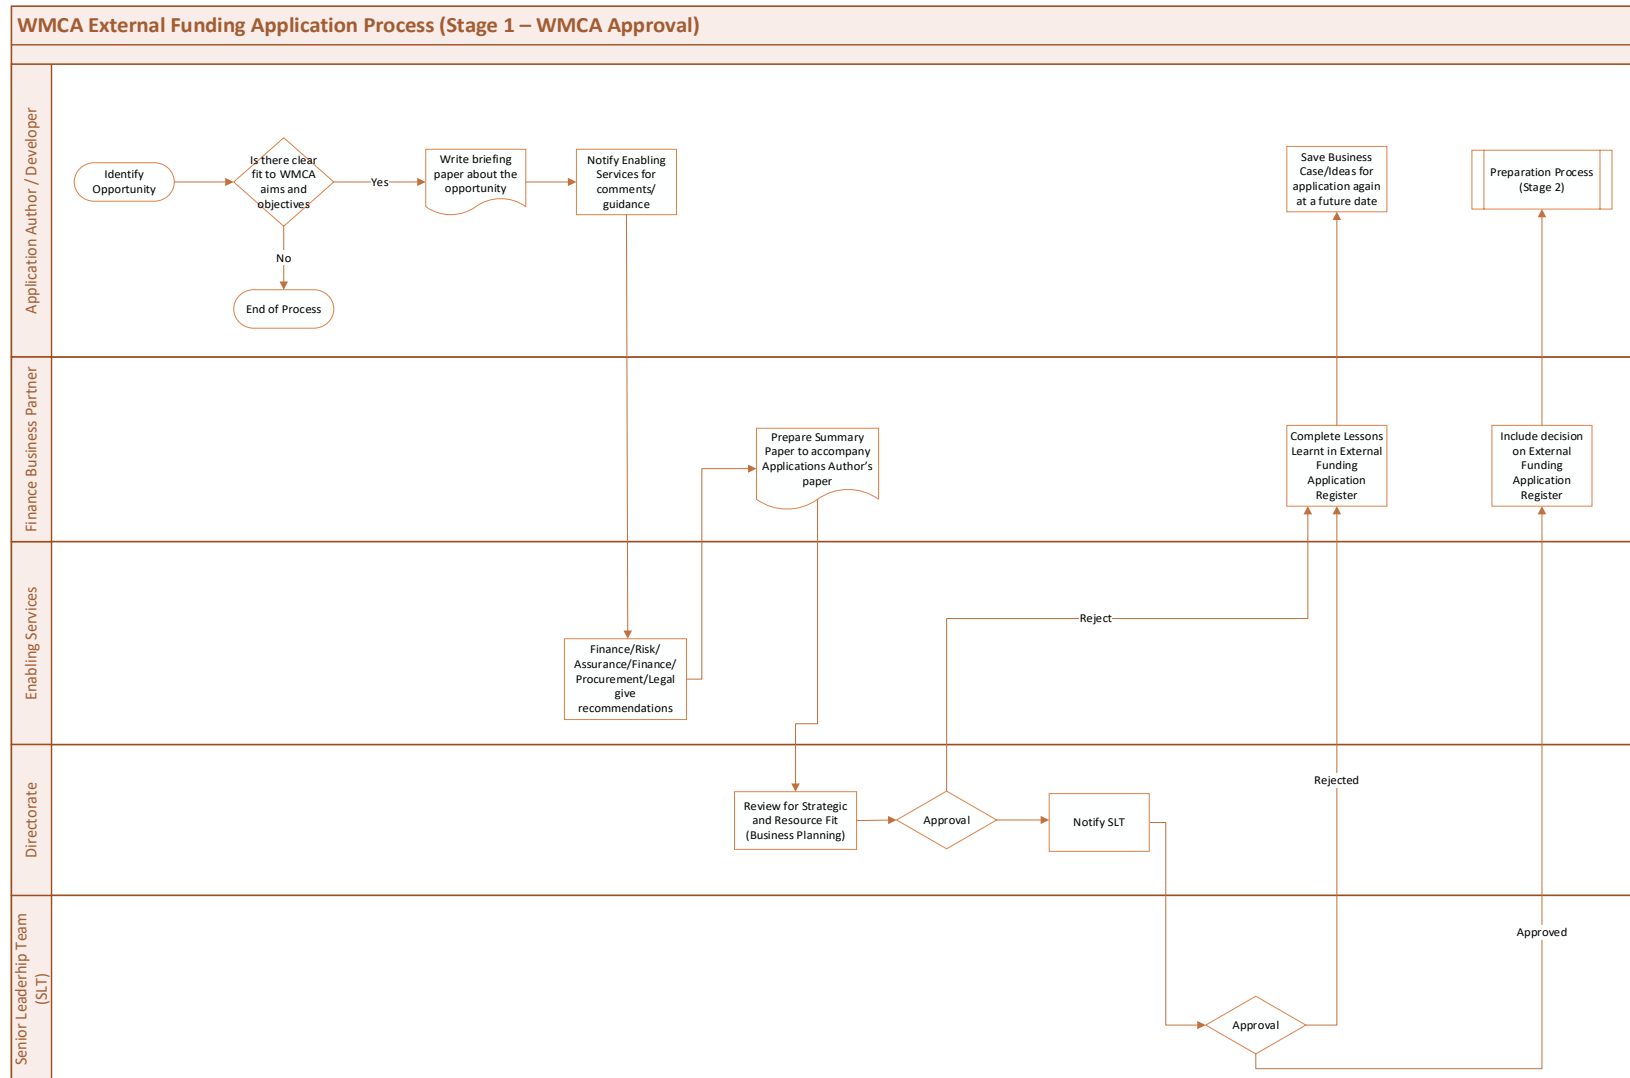 WMCA External Funding Application Process (Stage 1 – WMCA Approval)
Application Author / Developer
Identify
Opportunity
Is there clear
fit to WMCA
aims and
objectives
Yes
No
End of Process
Write briefing
paper about the
opportunity
Notify Enabling
Services for
comments/
guidance
Save Business
Case/Ideas for
application again
at a future date
Preparation Process
(Stage 2)
Finance Business Partner
Prepare Summary
Paper to accompany
Applications Author's
paper
Complete Lessons
Learnt in External
Funding
Application
Register
Include decision
on External
Funding
Application
Register
Enabling Services
Finance/Risk/
Assurance/Finance/
Procurement/Legal
give
recommendations
Reject
Directorate
Review for Strategic
and Resource Fit
(Business Planning)
Approval
Notify SLT
Rejected
Senior Leaderhip Team
(SLT)
Approval
Approved